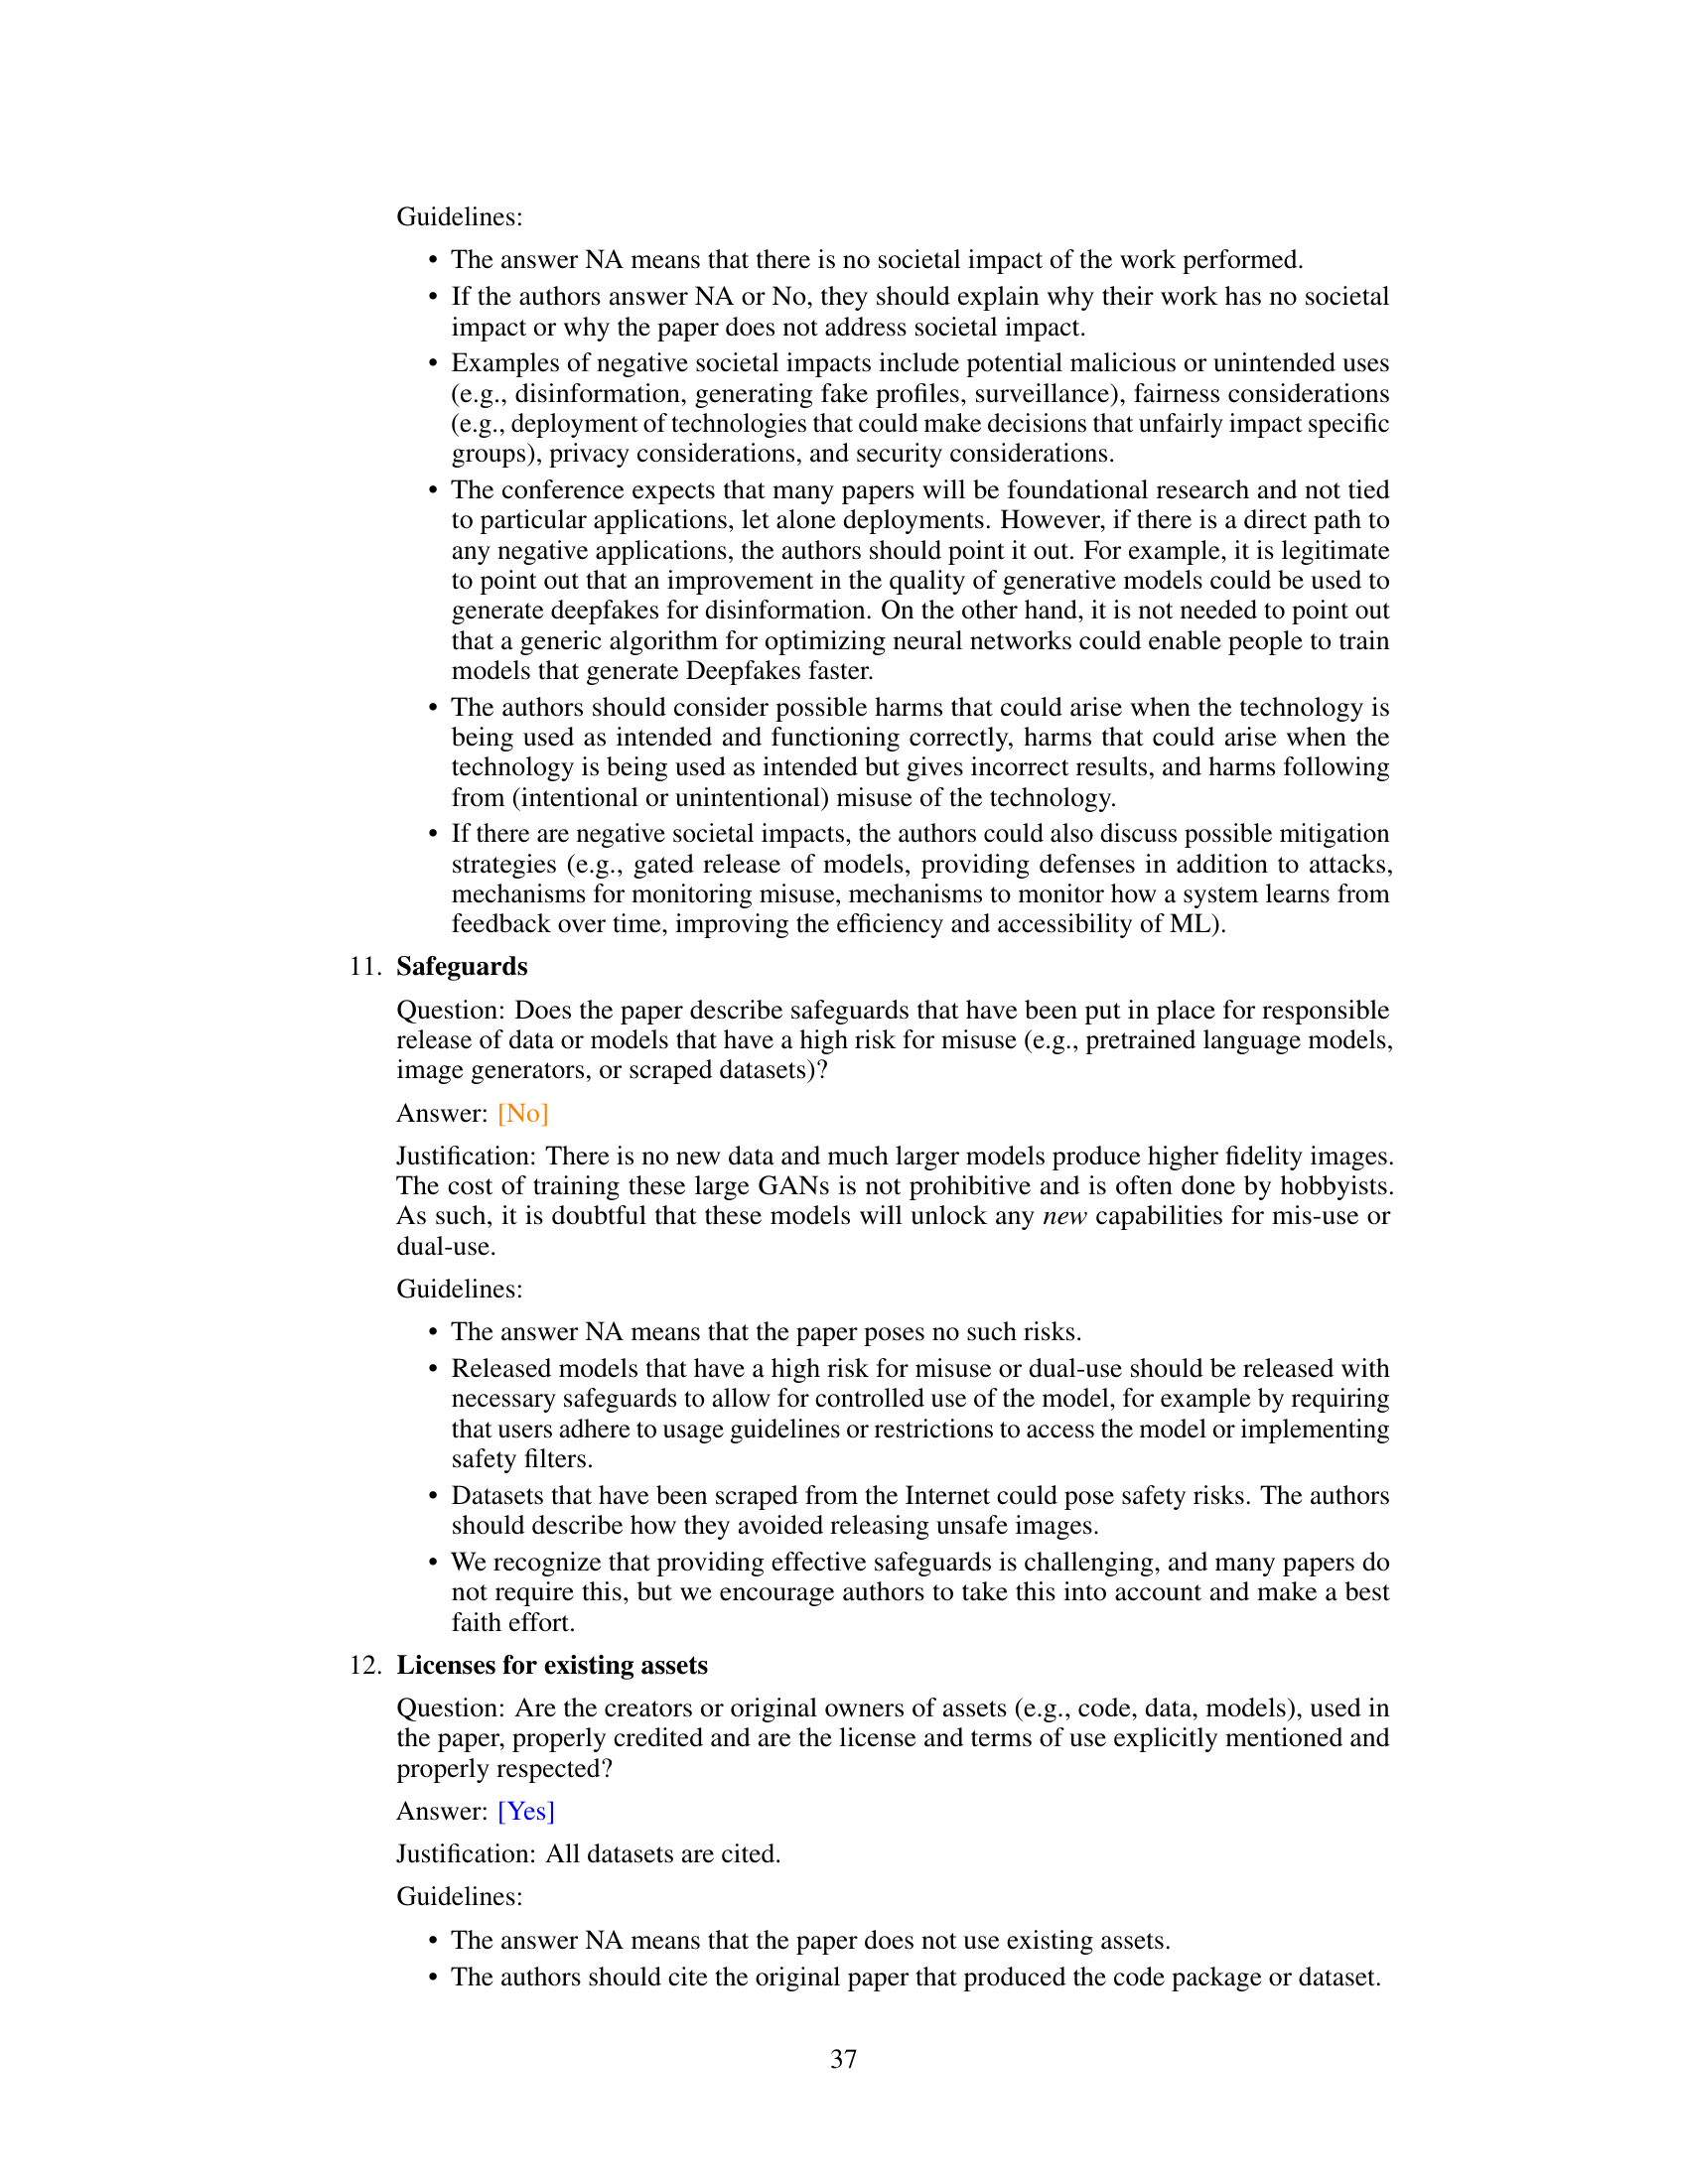 Guidelines:
• The answer NA means that there is no societal impact of the work performed.
• If the authors answer NA or No, they should explain why their work has no societal
impact or why the paper does not address societal impact.
• Examples of negative societal impacts include potential malicious or unintended uses
(e.g., disinformation, generating fake profiles, surveillance), fairness considerations
(e.g., deployment of technologies that could make decisions that unfairly impact specific
groups), privacy considerations, and security considerations.
• The conference expects that many papers will be foundational research and not tied
to particular applications, let alone deployments. However, if there is a direct path to
any negative applications, the authors should point it out. For example, it is legitimate
to point out that an improvement in the quality of generative models could be used to
generate deepfakes for disinformation. On the other hand, it is not needed to point out
that a generic algorithm for optimizing neural networks could enable people to train
models that generate Deepfakes faster.
• The authors should consider possible harms that could arise when the technology is
being used as intended and functioning correctly, harms that could arise when the
technology is being used as intended but gives incorrect results, and harms following
from (intentional or unintentional) misuse of the technology.
• If there are negative societal impacts, the authors could also discuss possible mitigation
strategies (e.g., gated release of models, providing defenses in addition to attacks,
mechanisms for monitoring misuse, mechanisms to monitor how a system learns from
feedback over time, improving the efficiency and accessibility of ML).
11. Safeguards
Question: Does the paper describe safeguards that have been put in place for responsible
release of data or models that have a high risk for misuse (e.g., pretrained language models,
image generators, or scraped datasets)?
Answer: [No]
Justification: There is no new data and much larger models produce higher fidelity images.
The cost of training these large GANs is not prohibitive and is often done by hobbyists.
As such, it is doubtful that these models will unlock any new capabilities for mis-use or
dual-use.
Guidelines:
• The answer NA means that the paper poses no such risks.
• Released models that have a high risk for misuse or dual-use should be released with
necessary safeguards to allow for controlled use of the model, for example by requiring
that users adhere to usage guidelines or restrictions to access the model or implementing
safety filters.
• Datasets that have been scraped from the Internet could pose safety risks. The authors
should describe how they avoided releasing unsafe images.
• We recognize that providing effective safeguards is challenging, and many papers do
not require this, but we encourage authors to take this into account and make a best
faith effort.
12. Licenses for existing assets
Question: Are the creators or original owners of assets (e.g., code, data, models), used in
the paper, properly credited and are the license and terms of use explicitly mentioned and
properly respected?
Answer: [Yes]
Justification: All datasets are cited.
Guidelines:
• The answer NA means that the paper does not use existing assets.
• The authors should cite the original paper that produced the code package or dataset.
37